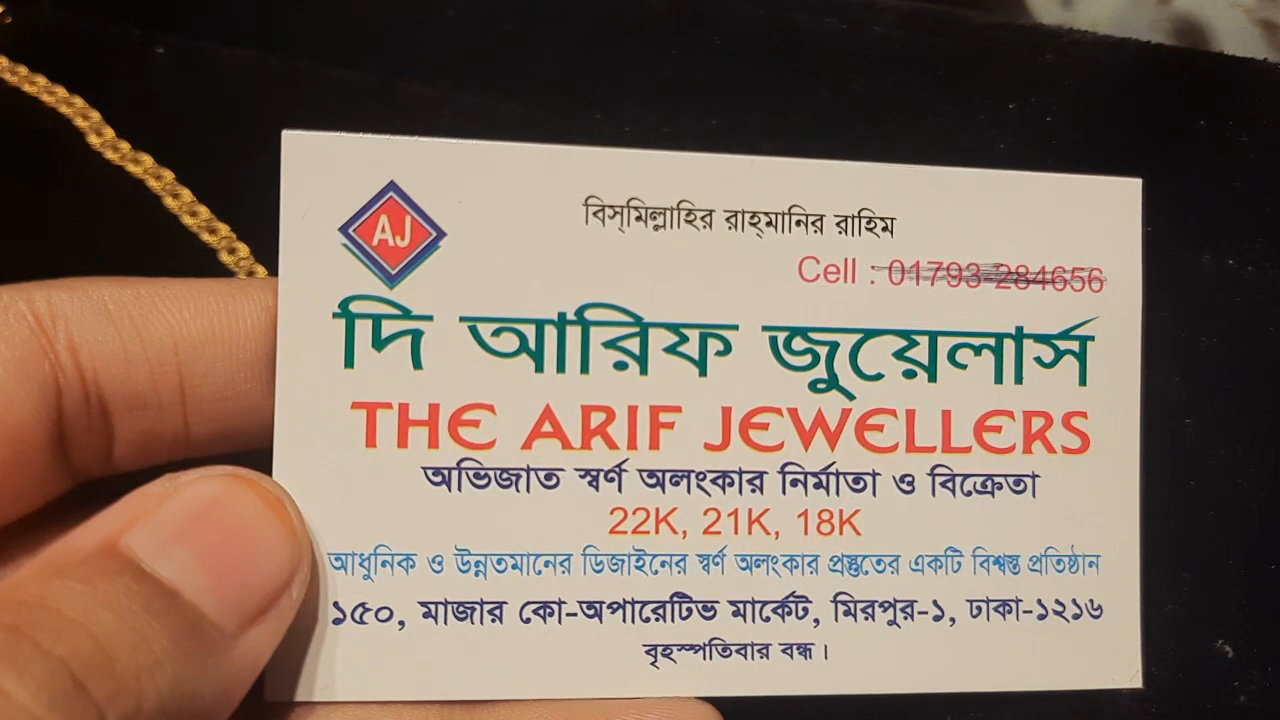 AJ
বিস্‌মিল্লাহির রাহ্‌মানির রাহিম
Cell : 01793-284656
দি আরিফ জুয়েলার্স
THE ARIF JEWELLERS
অভিজাত স্বর্ণ অলংকার নির্মাতা ও বিক্রেতা
22K, 21K, 18K
আধুনিক ও উন্নতমানের ডিজাইনের স্বর্ণ অলংকার প্রস্তুতের একটি বিশ্বস্ত প্রতিষ্ঠান
১৫০, মাজার কো-অপারেটিভ মার্কেট, মিরপুর-১, ঢাকা-১২১৬
বৃহস্পতিবার বন্ধ।